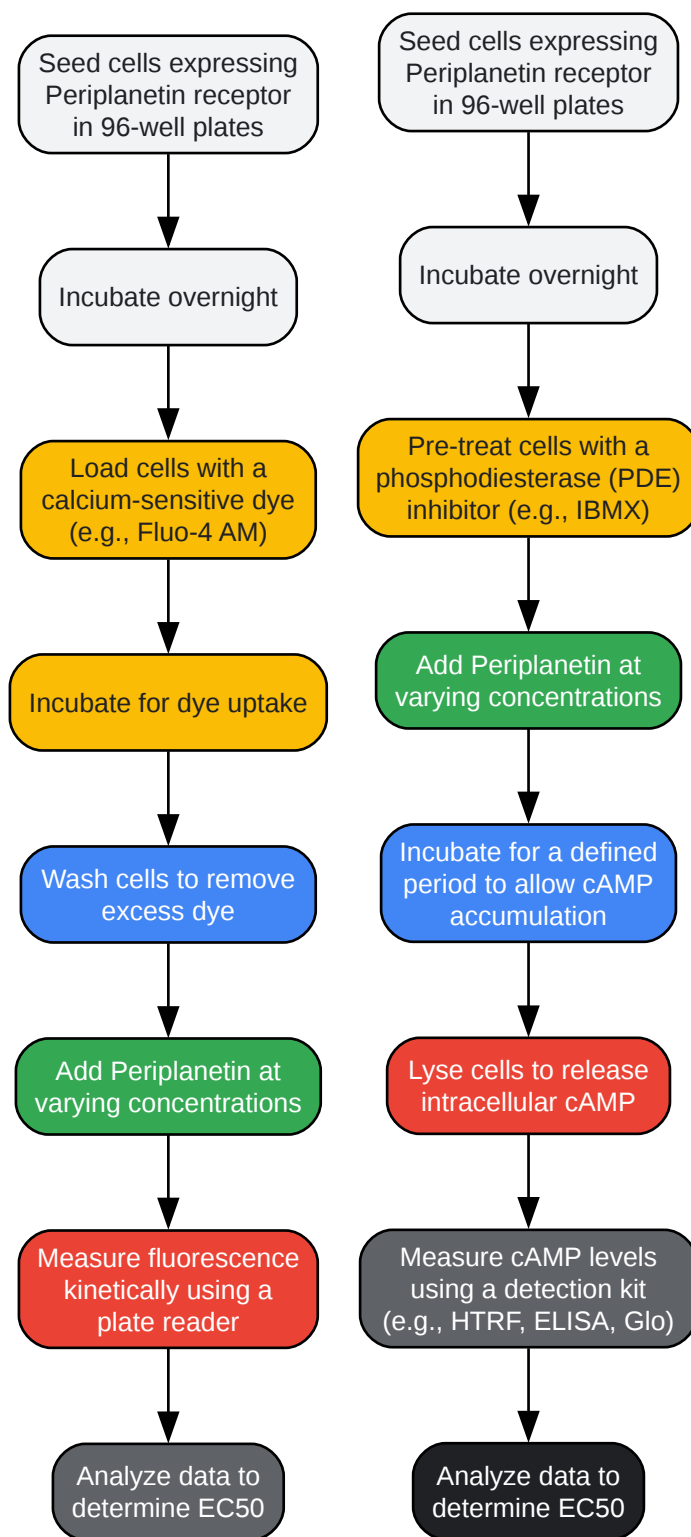 Seed cells expressing
Periplanetin receptor
in 96-well plates
Incubate overnight
Load cells with a
calcium-sensitive dye
(e.g., Fluo-4 AM)
Incubate for dye uptake
Wash cells to remove
excess dye
Add Periplanetin at
varying concentrations
Measure fluorescence
kinetically using a
plate reader
Analyze data to
determine EC50
Seed cells expressing
Periplanetin receptor
in 96-well plates
Incubate overnight
Pre-treat cells with a
phosphodiesterase (PDE)
inhibitor (e.g., IBMX)
Add Periplanetin at
varying concentrations
Incubate for a defined
period to allow cAMP
accumulation
Lyse cells to release
intracellular cAMP
Measure cAMP levels
using a detection kit
(e.g., HTRF, ELISA, Glo)
Analyze data to
determine EC50